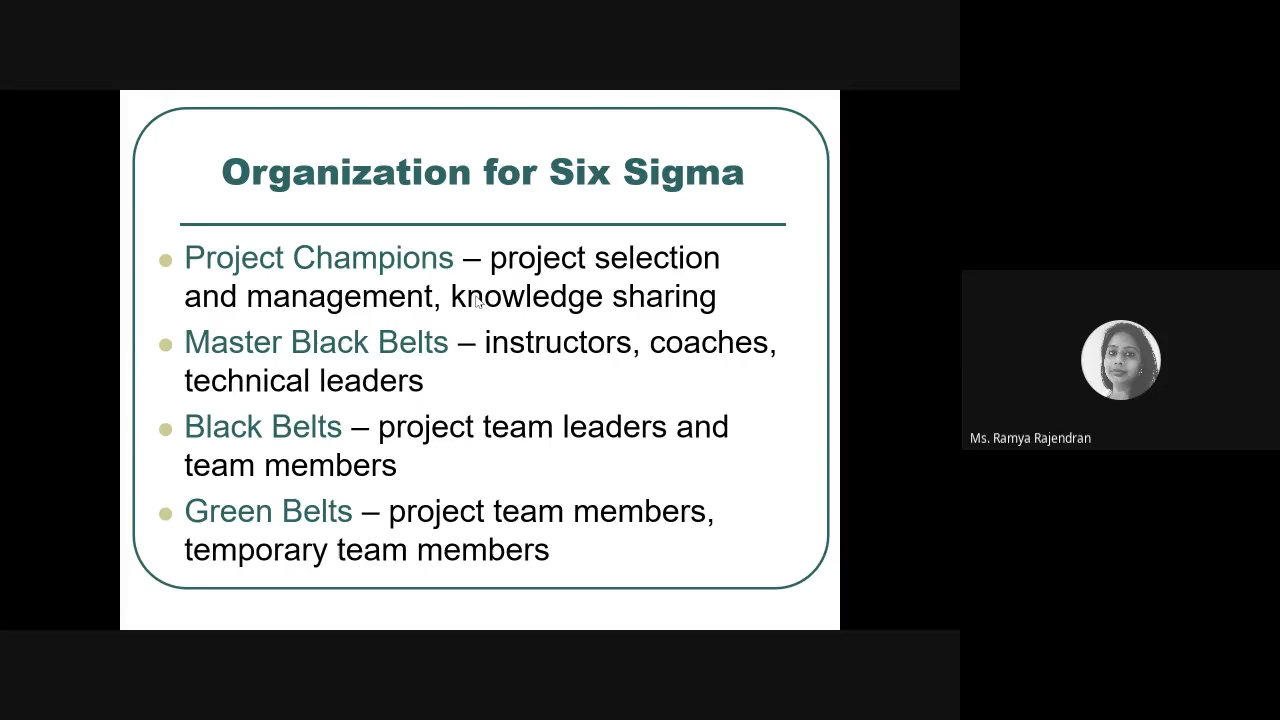 Organization for Six Sigma
Project Champions – project selection
and management, knowledge sharing
Master Black Belts – instructors, coaches,
technical leaders
Black Belts – project team leaders and
team members
Green Belts – project team members,
temporary team members
Ms. Ramya Rajendran